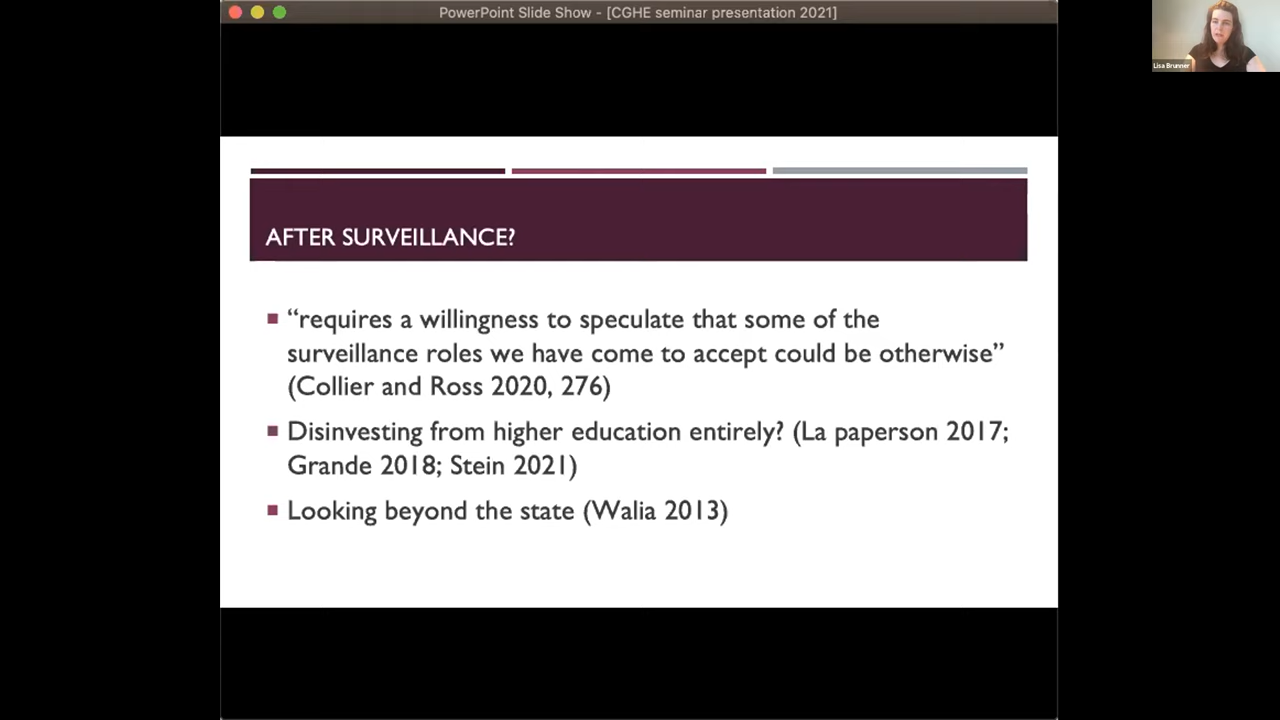 PowerPoint Slide Show - [CGHE seminar presentation 2021]
Lisa Brunner
AFTER SURVEILLANCE?
“requires a willingness to speculate that some of the
surveillance roles we have come to accept could be otherwise”
(Collier and Ross 2020, 276)
Disinvesting from higher education entirely? (La paperson 2017;
Grande 2018; Stein 2021)
Looking beyond the state (Walia 2013)